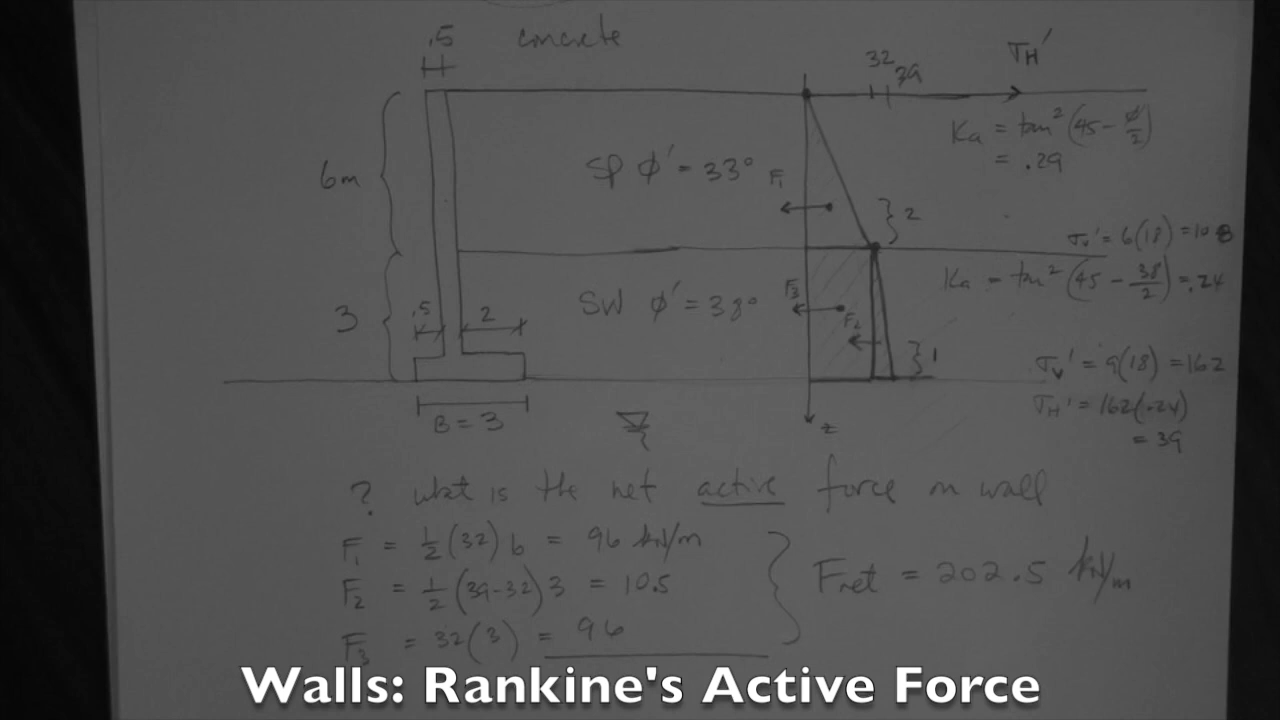 .5 concrete
32 39 σH'
6m
SP φ' = 33°
F1
Ka = tan² (45 - φ/2)
= .29
}2
σv' = 6(18) = 108
Ka = tan² (45 - 38/2) = .24
SW φ' = 38°
F3
F2
3
.5 2
}1
σv' = 9(18) = 162
σH' = 162(.24)
= 39
B = 3
z
? what is the net active force on wall
F1 = 1/2 (32) 6 = 96 kN/m
F2 = 1/2 (39-32) 3 = 10.5
F3 = 32(3) = 96
Fnet = 202.5 kN/m
Walls: Rankine's Active Force